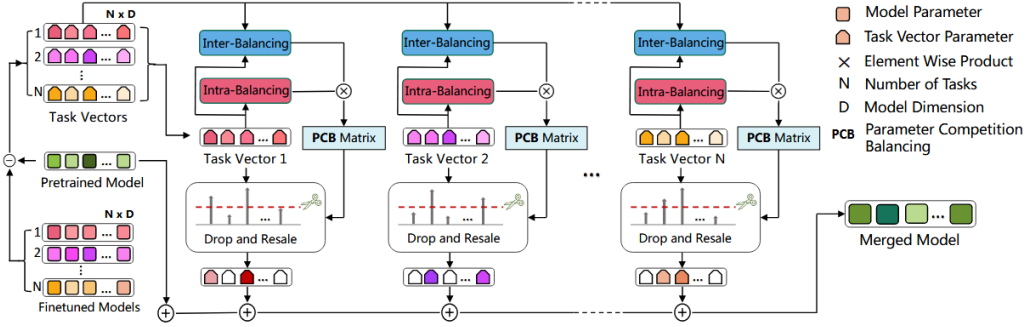 N x D
1
2
N
Task Vectors
Pretrained Model
N x D
1
2
N
Finetuned Models
Inter-Balancing
Intra-Balancing
PCB Matrix
Task Vector 1
Drop and Resale
Inter-Balancing
Intra-Balancing
PCB Matrix
Task Vector 2
Drop and Resale
Inter-Balancing
Intra-Balancing
PCB Matrix
Task Vector N
Drop and Resale
Merged Model
Model Parameter
Task Vector Parameter
Element Wise Product
N Number of Tasks
D Model Dimension
PCB Parameter Competition
Balancing